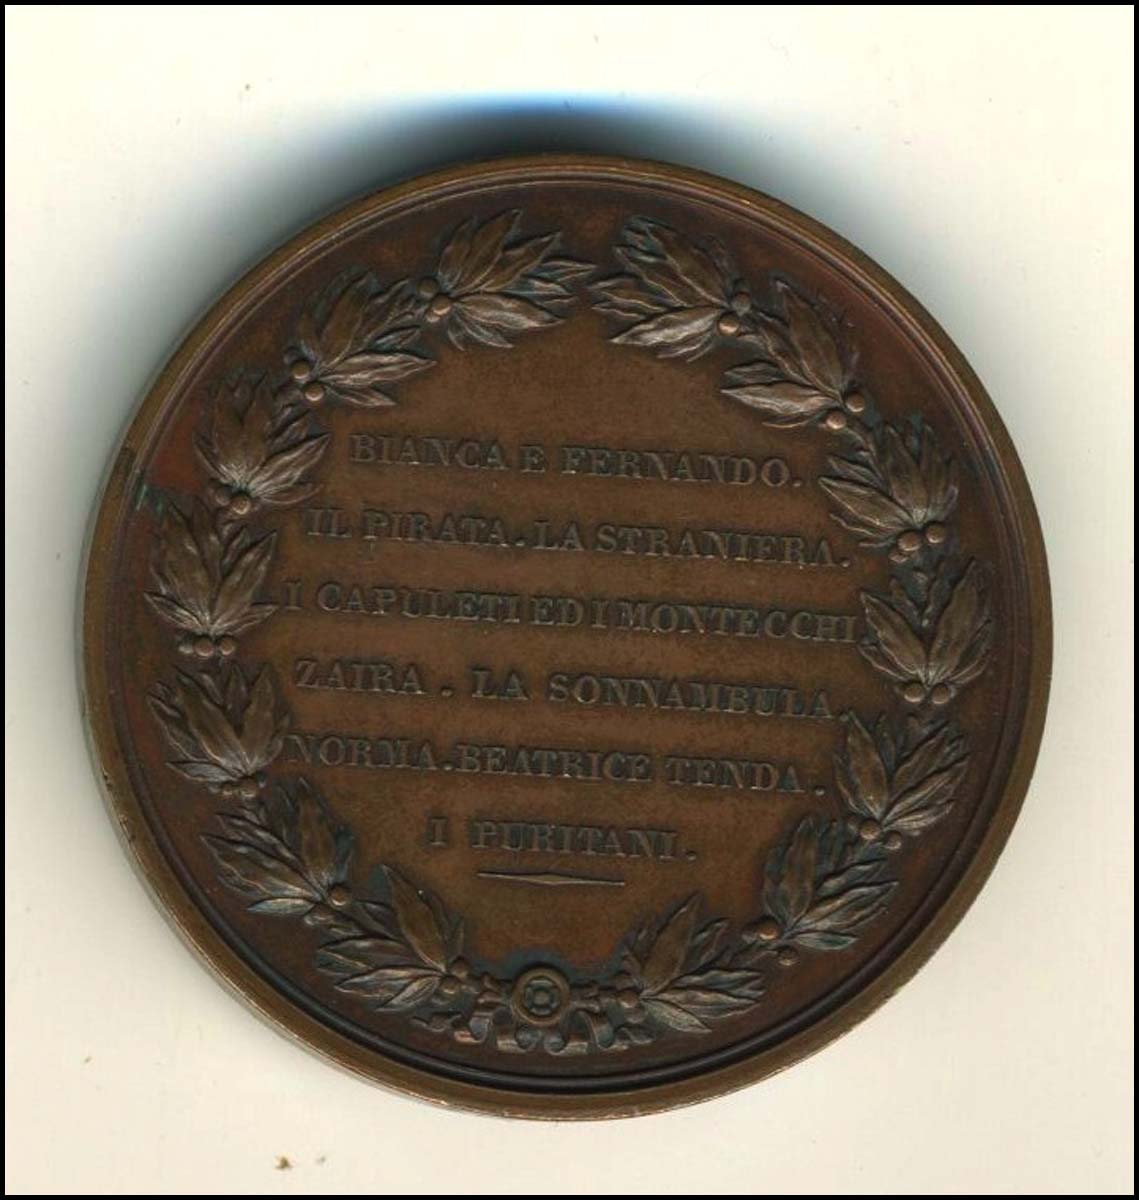 BIANCA E FERNANDO.
IL PIRATA. LA STRANIERA.
I CAPULETI ED I MONTECCHI
ZAIRA. LA SONNAMBULA.
NORMA. BEATRICE TENDA.
I PURITANI.